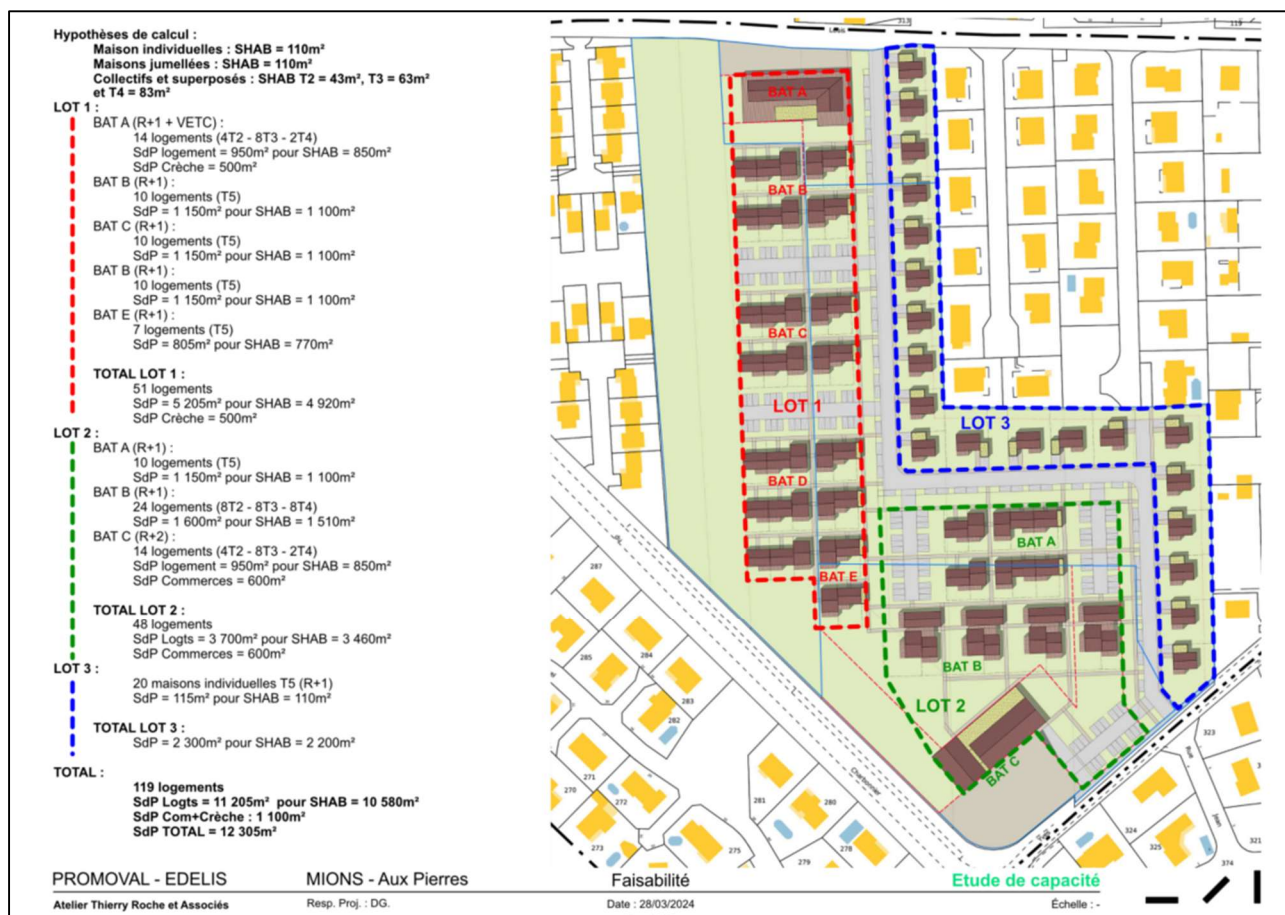 Hypothèses de calcul :
Maison individuelles : SHAB = 110m²
Maisons jumellées : SHAB = 110m²
Collectifs et superposés : SHAB T2 = 43m², T3 = 63m²
et T4 = 83m²
LOT 1 :
BAT A (R+1 + VETC) :
14 logements (4T2 - 8T3 - 2T4)
SdP logement = 950m² pour SHAB = 850m²
SdP Crèche = 500m²
BAT B (R+1) :
10 logements (T5)
SdP = 1 150m² pour SHAB = 1 100m²
BAT C (R+1) :
10 logements (T5)
SdP = 1 150m² pour SHAB = 1 100m²
BAT B (R+1) :
10 logements (T5)
SdP = 1 150m² pour SHAB = 1 100m²
BAT E (R+1) :
7 logements (T5)
SdP = 805m² pour SHAB = 770m²
TOTAL LOT 1 :
51 logements
SdP = 5 205m² pour SHAB = 4 920m²
SdP Crèche = 500m²
LOT 2 :
BAT A (R+1) :
10 logements (T5)
SdP = 1 150m² pour SHAB = 1 100m²
BAT B (R+1) :
24 logements (8T2 - 8T3 - 8T4)
SdP = 1 600m² pour SHAB = 1 510m²
BAT C (R+2) :
14 logements (4T2 - 8T3 - 2T4)
SdP logement = 950m² pour SHAB = 850m²
SdP Commerces = 600m²
TOTAL LOT 2 :
48 logements
SdP Logts = 3 700m² pour SHAB = 3 460m²
SdP Commerces = 600m²
LOT 3 :
20 maisons individuelles T5 (R+1)
SdP = 115m² pour SHAB = 110m²
TOTAL LOT 3 :
SdP = 2 300m² pour SHAB = 2 200m²
TOTAL :
119 logements
SdP Logts = 11 205m² pour SHAB = 10 580m²
SdP Com+Crèche : 1 100m²
SdP TOTAL = 12 305m²
313
119
BAT A
BAT B
BAT C
LOT 1
LOT 3
BAT D
BAT A
BAT E
BAT B
LOT 2
BAT C
287
285
284
283
282
271
270
272
273
275
281
280
279
278
Charbonnier
Rue
Jean
323
324
325
321
374
PROMOVAL - EDELIS
MIONS - Aux Pierres
Faisabilité
Etude de capacité
Atelier Thierry Roche et Associés
Resp. Proj. : DG.
Date : 28/03/2024
Échelle : -